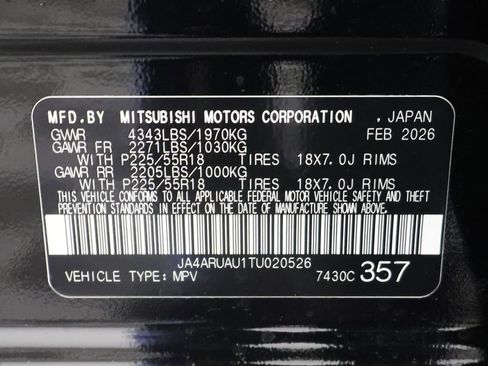 MFD.BY MITSUBISHI MOTORS CORPORATION . JAPAN
GVWR 4343LBS/1970KG FEB 2026
GAWR FR 2271LBS/1030KG
WITH P225/55R18 TIRES 18X7.0J RIMS
GAWR RR 2205LBS/1000KG
WITH P225/55R18 TIRES 18X7.0J RIMS
THIS VEHICLE CONFORMS TO ALL APPLICABLE FEDERAL MOTOR VEHICLE SAFETY AND THEFT
PREVENTION STANDARDS IN EFFECT ON THE DATE OF MANUFACTURE SHOWN ABOVE.
JA4ARUAU1TU020526
VEHICLE TYPE: MPV 7430C 357